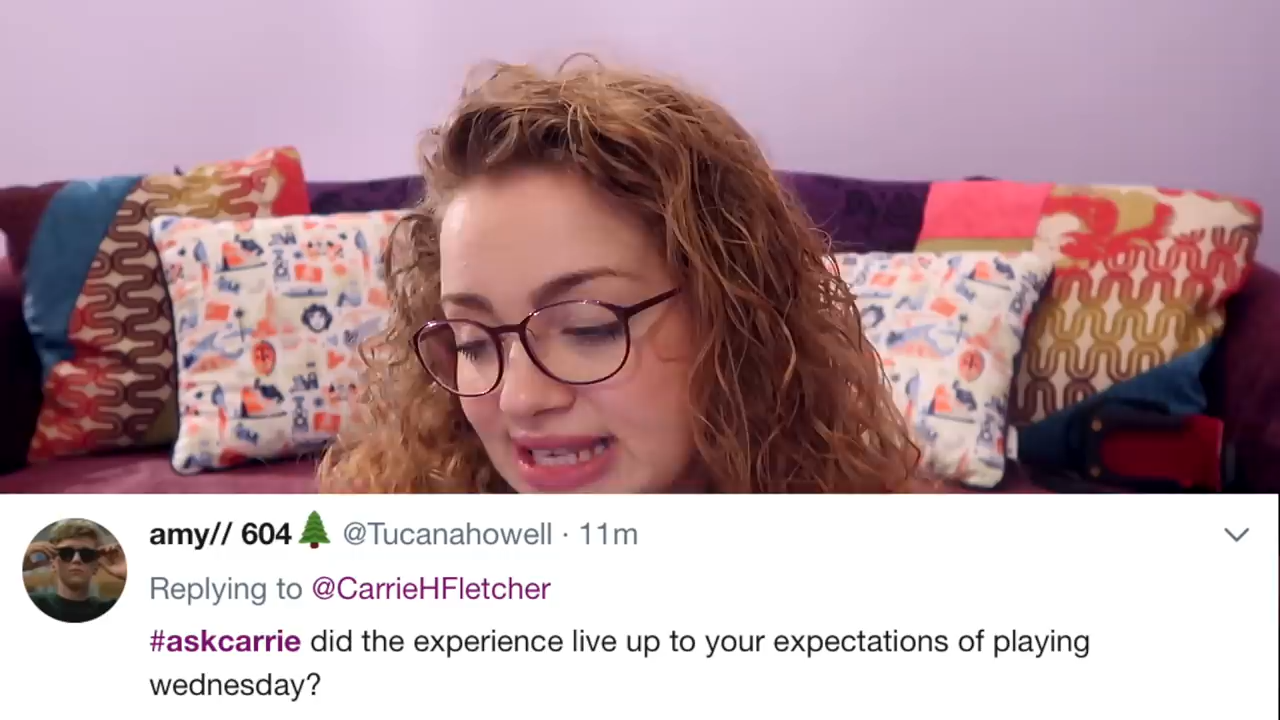 amy// 604🌲 @Tucanahowell · 11m
Replying to @CarrieHFletcher
#askcarrie did the experience live up to your expectations of playing
wednesday?